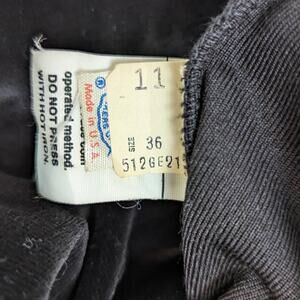 11
SIZE 36
512GE21
Made in U.S.A.
operated method.
DO NOT PRESS
WITH HOT IRON.